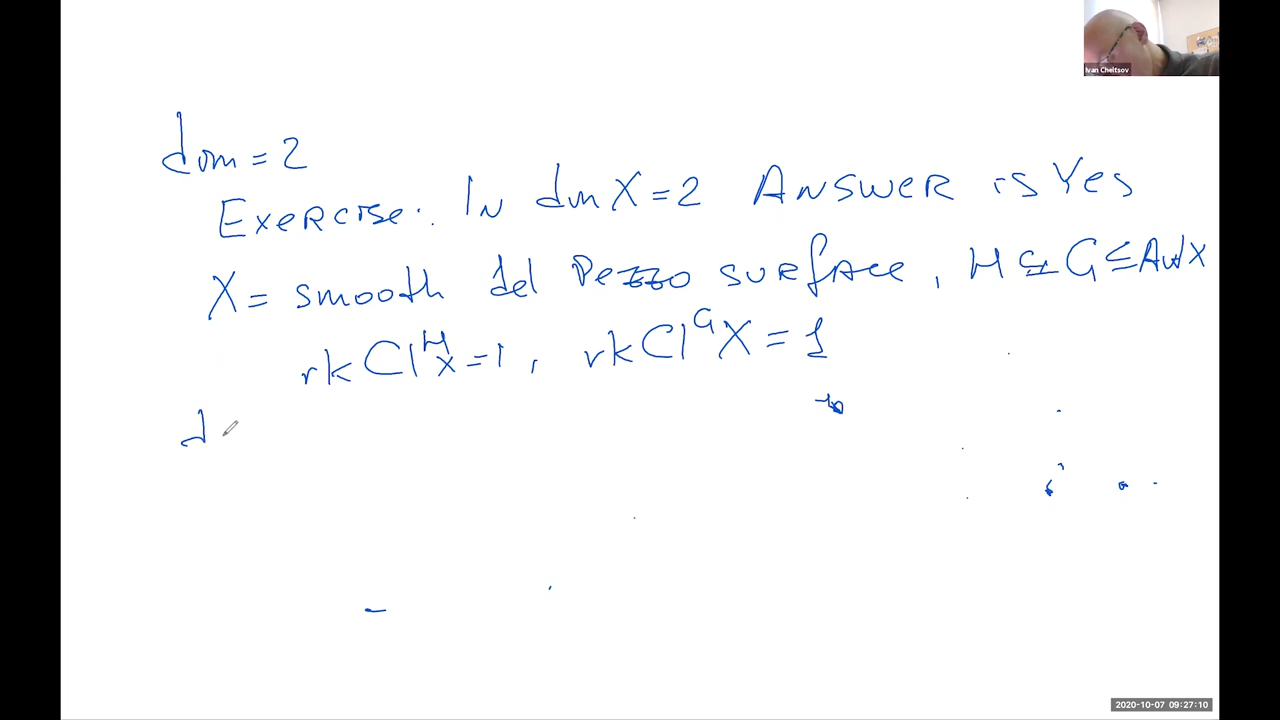 Ivan Cheltsov
dim = 2
Exercise: In dim X = 2 Answer is Yes
X = smooth del Pezzo surface, H ⊊ G ⊆ Aut X
rk Cl^H X = 1, rk Cl^G X = 1
d
2020-10-07 09:27:10